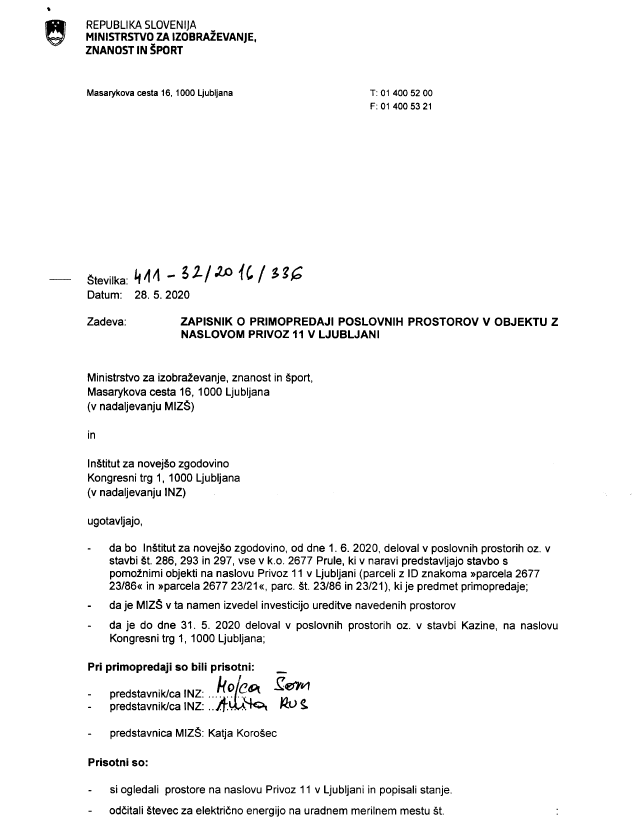 REPUBLIKA SLOVENIJA
MINISTRSTVO ZA IZOBRAŽEVANJE,
ZNANOST IN ŠPORT
Masarykova cesta 16, 1000 Ljubljana
T: 01 400 52 00
F: 01 400 53 21
Številka: 411-32/2016/336
Datum: 28. 5. 2020
Zadeva: ZAPISNIK O PRIMOPREDAJI POSLOVNIH PROSTOROV V OBJEKTU Z
NASLOVOM PRIVOZ 11 V LJUBLJANI
Ministrstvo za izobraževanje, znanost in šport,
Masarykova cesta 16, 1000 Ljubljana
(v nadaljevanju MIZŠ)
in
Inštitut za novejšo zgodovino
Kongresni trg 1, 1000 Ljubljana
(v nadaljevanju INZ)
ugotavljajo,
- da bo Inštitut za novejšo zgodovino, od dne 1. 6. 2020, deloval v poslovnih prostorih oz. v
stavbi št. 286, 293 in 297, vse v k.o. 2677 Prule, ki v naravi predstavljajo stavbo s
pomožnimi objekti na naslovu Privoz 11 v Ljubljani (parceli z ID znakoma »parcela 2677
23/86« in »parcela 2677 23/21«, parc. št. 23/86 in 23/21), ki je predmet primopredaje;
- da je MIZŠ v ta namen izvedel investicijo ureditve navedenih prostorov
- da je do dne 31. 5. 2020 deloval v poslovnih prostorih oz. v stavbi Kazine, na naslovu
Kongresni trg 1, 1000 Ljubljana;
Pri primopredaji so bili prisotni:
- predstavnik/ca INZ: Mojca Šorn
- predstavnik/ca INZ: Anita Rus
- predstavnica MIZŠ: Katja Korošec
Prisotni so:
- si ogledali prostore na naslovu Privoz 11 v Ljubljani in popisali stanje.
- odčitali števec za električno energijo na uradnem merilnem mestu št. :